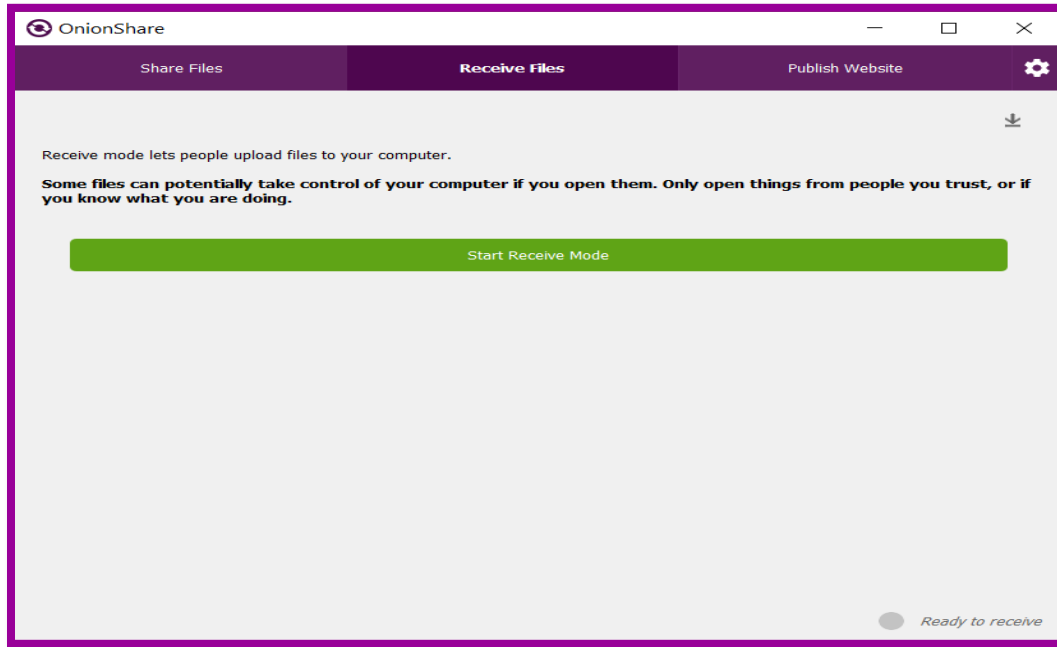 OnionShare
Share Files
Receive Files
Publish Website
Receive mode lets people upload files to your computer.
Some files can potentially take control of your computer if you open them. Only open things from people you trust, or if
you know what you are doing.
Start Receive Mode
Ready to receive